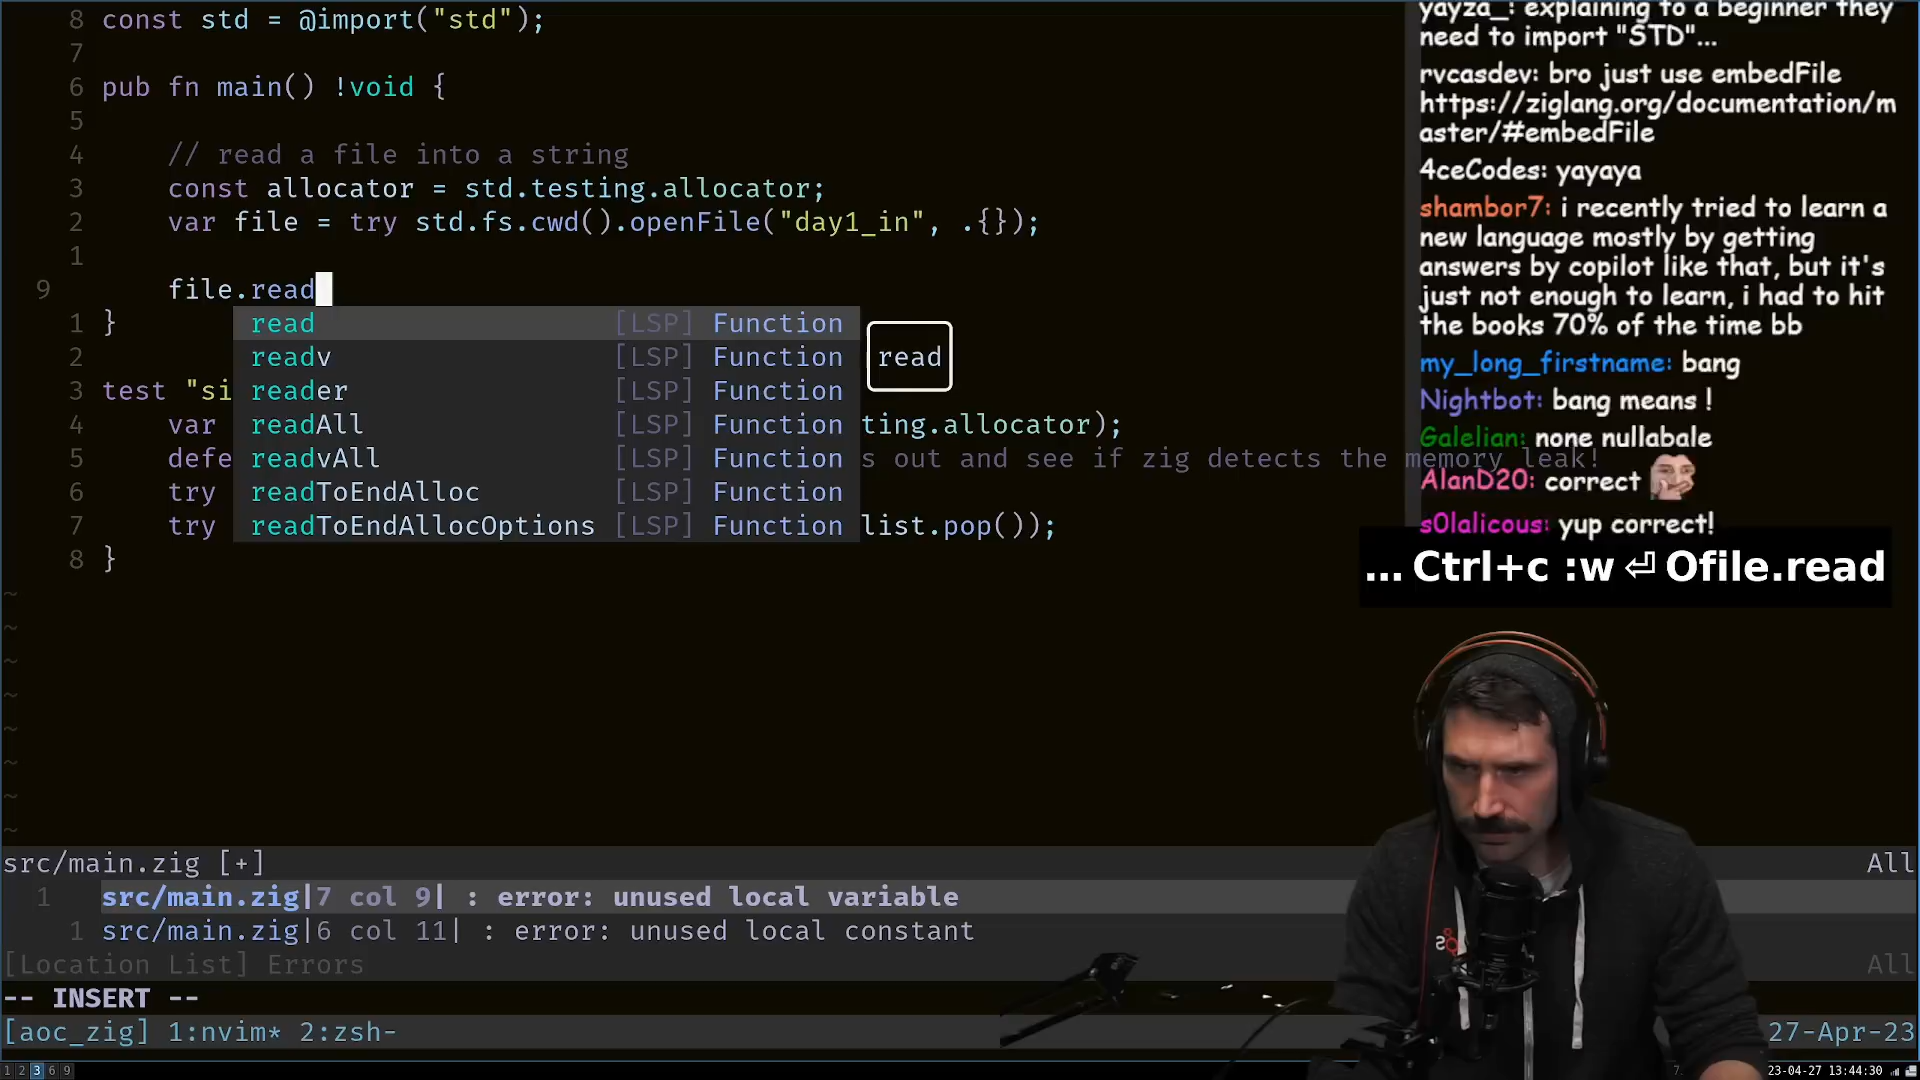 8 const std = @import("std");
7
6 pub fn main() !void {
5
4 // read a file into a string
3 const allocator = std.testing.allocator;
2 var file = try std.fs.cwd().openFile("day1_in", .{});
1
9 file.read
1 }
2
3 test "si
4 var ting.allocator);
5 defe s out and see if zig detects the memory leak!
6 try
7 try list.pop());
8 }
read [LSP] Function
readv [LSP] Function
reader [LSP] Function
readAll [LSP] Function
readvAll [LSP] Function
readToEndAlloc [LSP] Function
readToEndAllocOptions [LSP] Function
read
~
~
~
~
~
~
~
~
src/main.zig [+] All
1 src/main.zig|7 col 9| : error: unused local variable
1 src/main.zig|6 col 11| : error: unused local constant
[Location List] Errors All
-- INSERT --
[aoc_zig] 1:nvim* 2:zsh- 27-Apr-23
1 2 3 6 9
23-04-27 13:44:30
yayza_: explaining to a beginner they
need to import "STD"...
rvcasdev: bro just use embedFile
https://ziglang.org/documentation/m
aster/#embedFile
4ceCodes: yayaya
shambor7: i recently tried to learn a
new language mostly by getting
answers by copilot like that, but it's
just not enough to learn, i had to hit
the books 70% of the time bb
my_long_firstname: bang
Nightbot: bang means !
Galelian: none nullabale
AlanD20: correct
s0lalicous: yup correct!
... Ctrl+c :w ⏎ Ofile.read